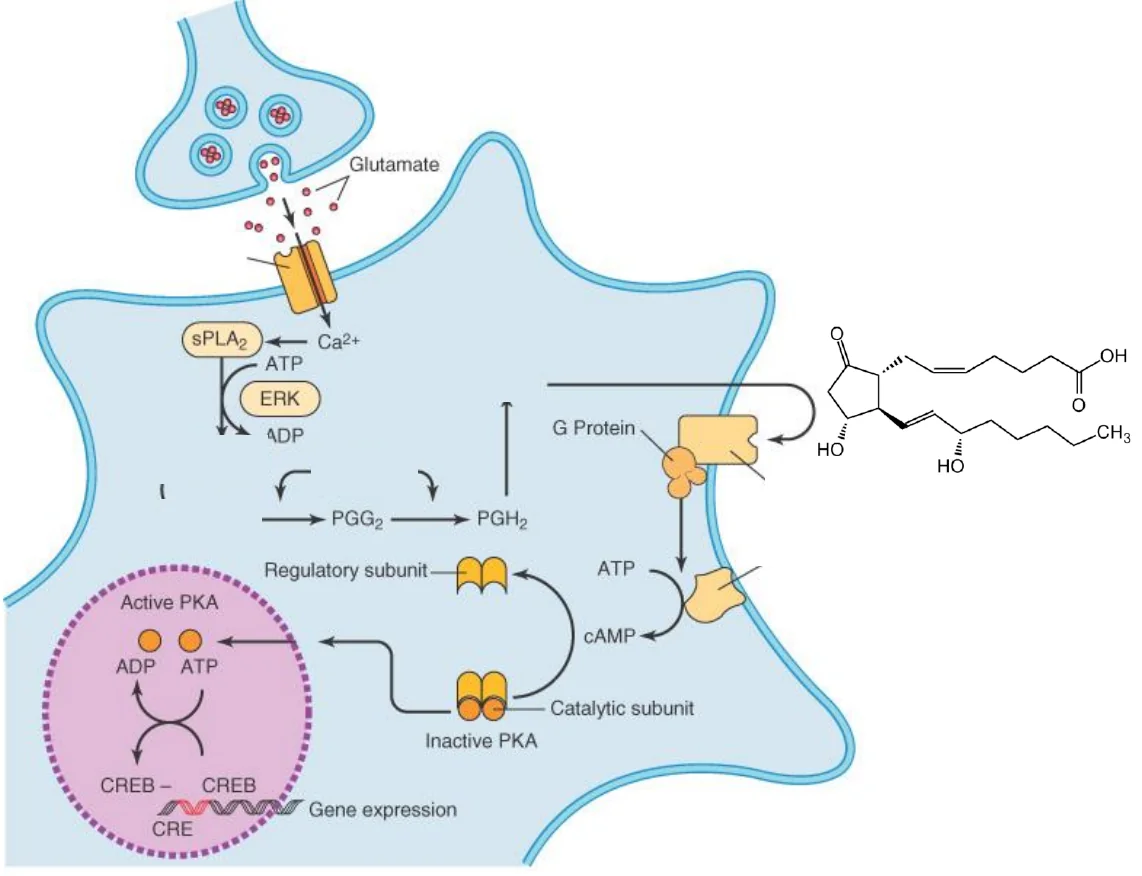 Glutamate
sPLA2
Ca2+
ATP
ERK
ADP
G Protein
O
OH
O
HO
HO
CH3
PGG2
PGH2
Regulatory subunit
ATP
cAMP
Active PKA
ADP
ATP
Catalytic subunit
Inactive PKA
CREB –
CREB
Gene expression
CRE